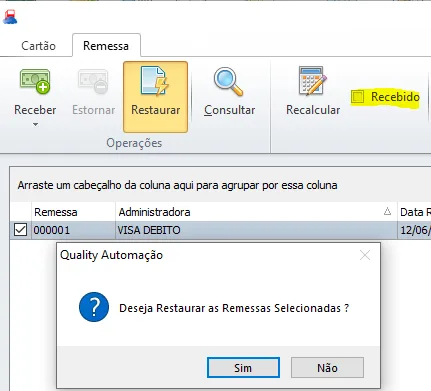 Cartão Remessa
Receber Estornar Restaurar Consultar Recalcular Recebido
Operações
Arraste um cabeçalho da coluna aqui para agrupar por essa coluna
Remessa Administradora Data R
000001 VISA DEBITO 12/06/
Quality Automação
Deseja Restaurar as Remessas Selecionadas ?
Sim Não